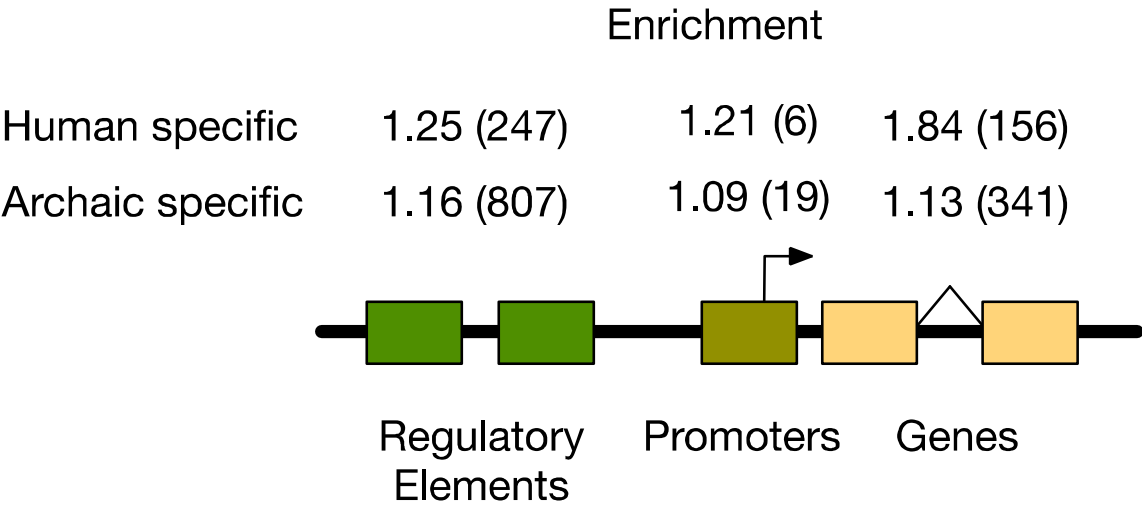 Enrichment
Human specific 1.25 (247) 1.21 (6) 1.84 (156)
Archaic specific 1.16 (807) 1.09 (19) 1.13 (341)
Regulatory Promoters Genes
Elements